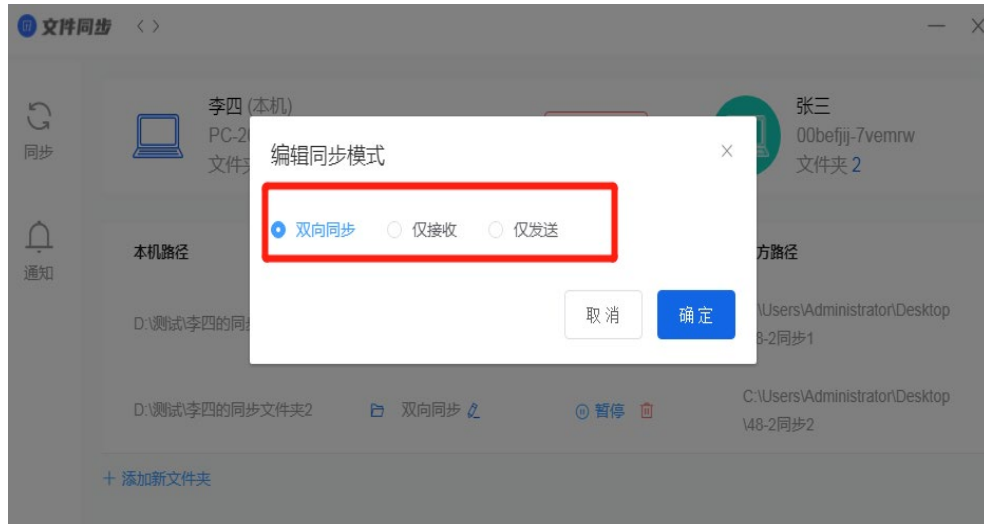 文件同步
李四 (本机)
PC-2
文件夹
张三
00befjij-7vemrw
文件夹 2
同步
通知
编辑同步模式
双向同步 仅接收 仅发送
取消 确定
本机路径
方路径
D:\测试\李四的同
\Users\Administrator\Desktop
8-2同步1
D:\测试\李四的同步文件夹2 双向同步 暂停
C:\Users\Administrator\Desktop
\48-2同步2
+ 添加新文件夹